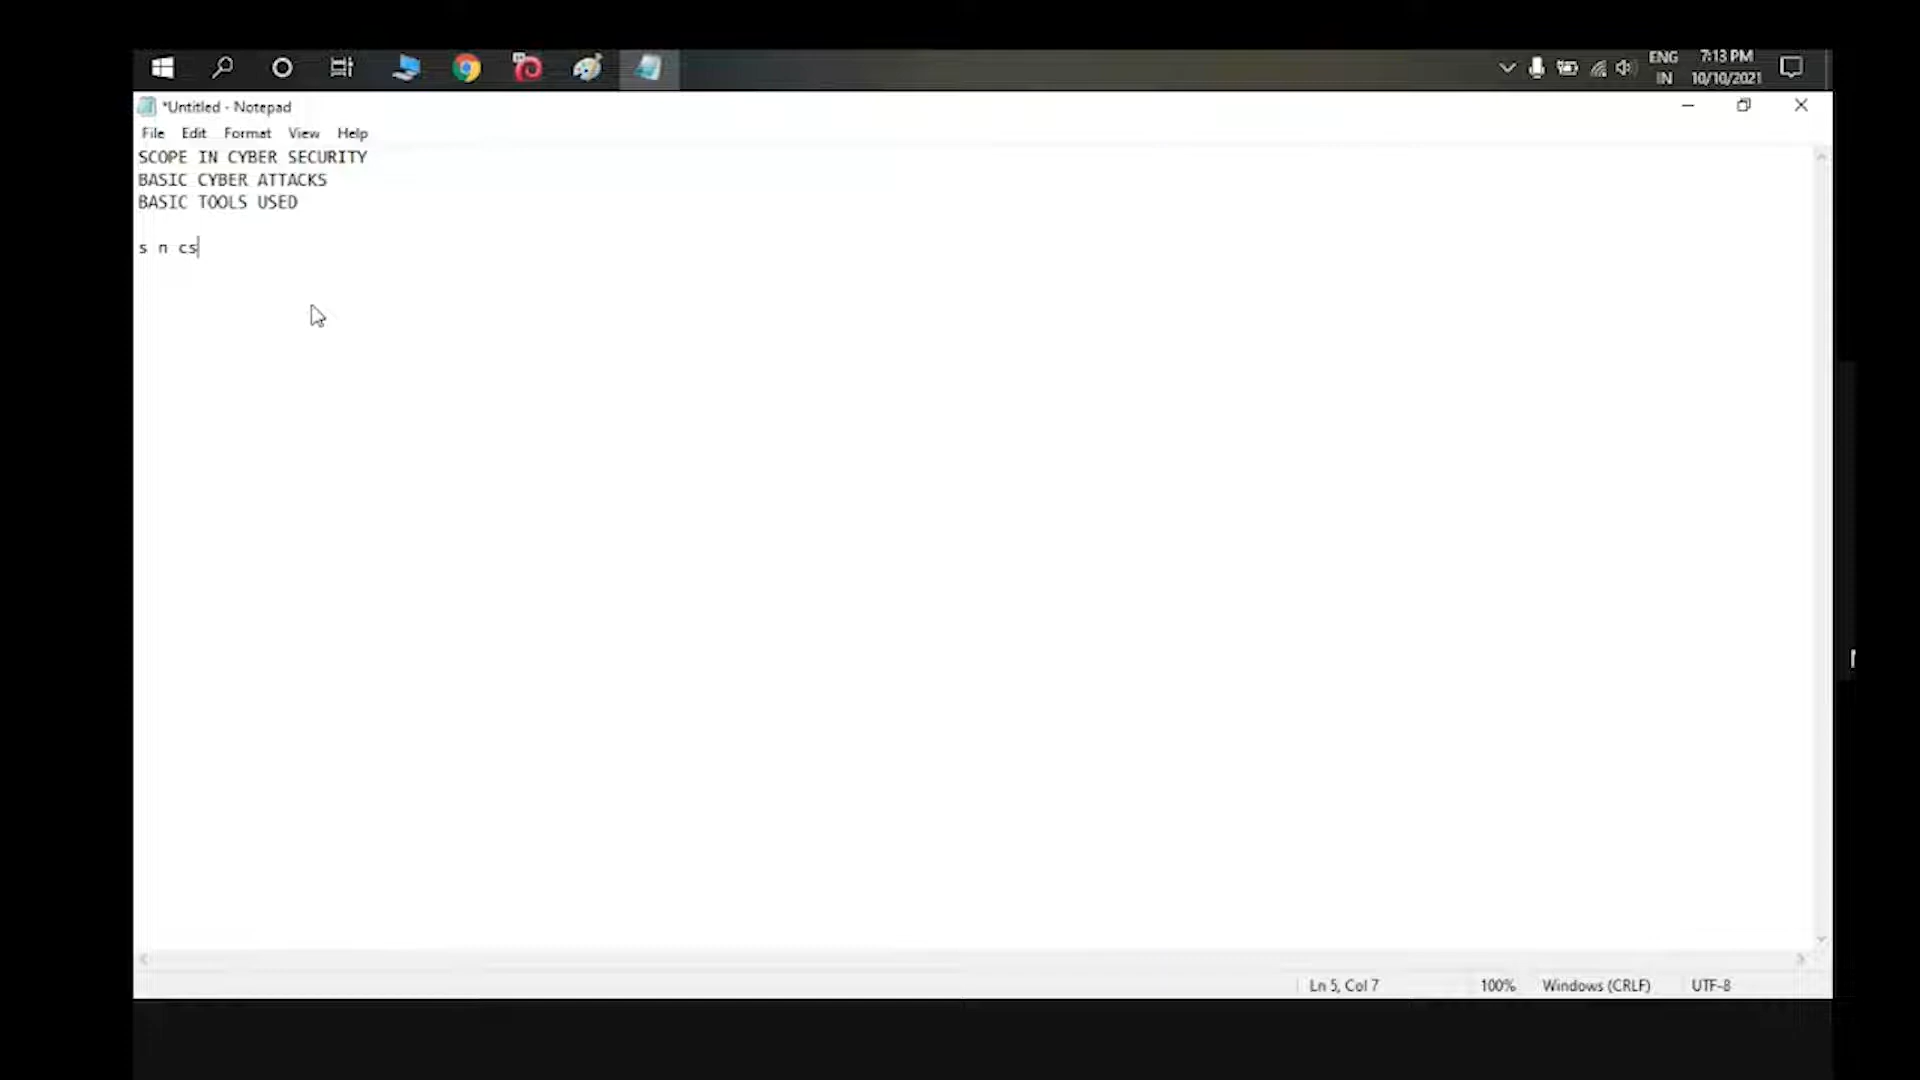 ENG
IN
7:13 PM
10/10/2021
*Untitled - Notepad
File Edit Format View Help
SCOPE IN CYBER SECURITY
BASIC CYBER ATTACKS
BASIC TOOLS USED
s n cs
Ln 5, Col 7 100% Windows (CRLF) UTF-8